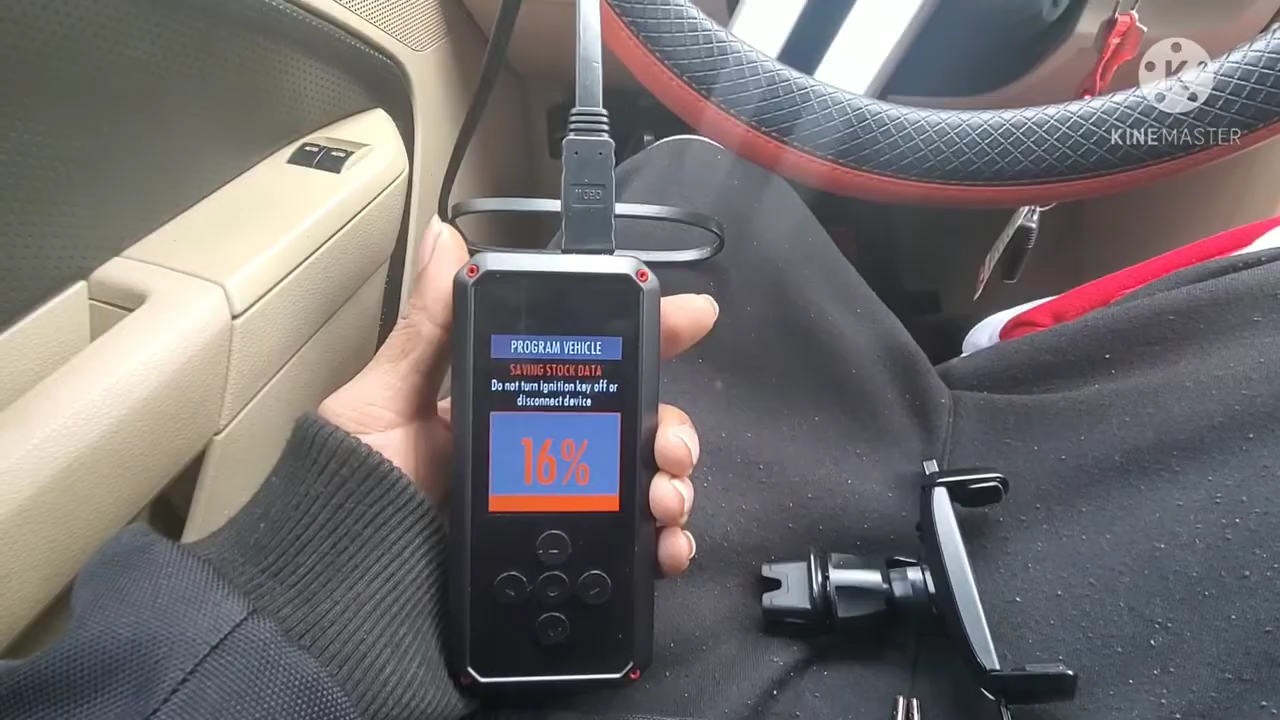 KINEMASTER
PROGRAM VEHICLE
SAVING STOCK DATA
Do not turn ignition key off or
disconnect device
16%